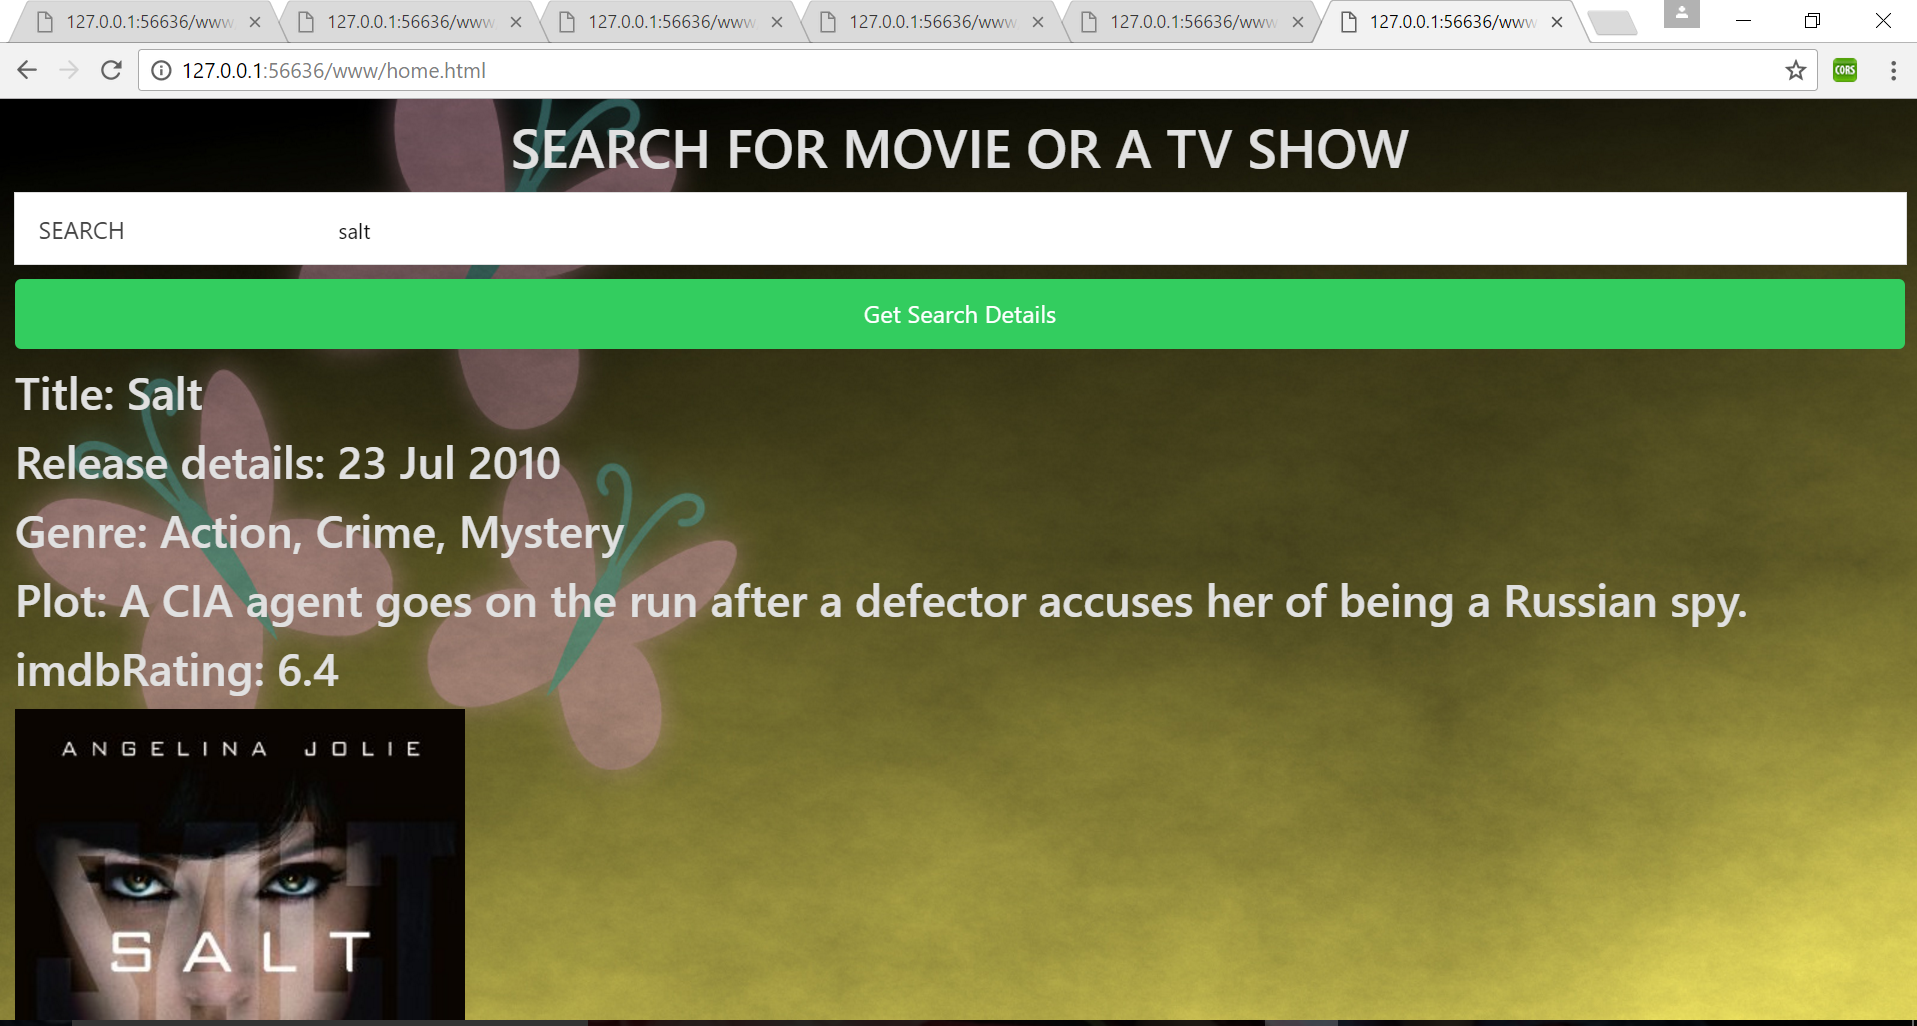 127.0.0.1:56636/www
127.0.0.1:56636/www
127.0.0.1:56636/www
127.0.0.1:56636/www
127.0.0.1:56636/www
127.0.0.1:56636/www
127.0.0.1:56636/www/home.html
CORS
SEARCH FOR MOVIE OR A TV SHOW
SEARCH salt
Get Search Details
Title: Salt
Release details: 23 Jul 2010
Genre: Action, Crime, Mystery
Plot: A CIA agent goes on the run after a defector accuses her of being a Russian spy.
imdbRating: 6.4
ANGELINA JOLIE
SALT
SALT